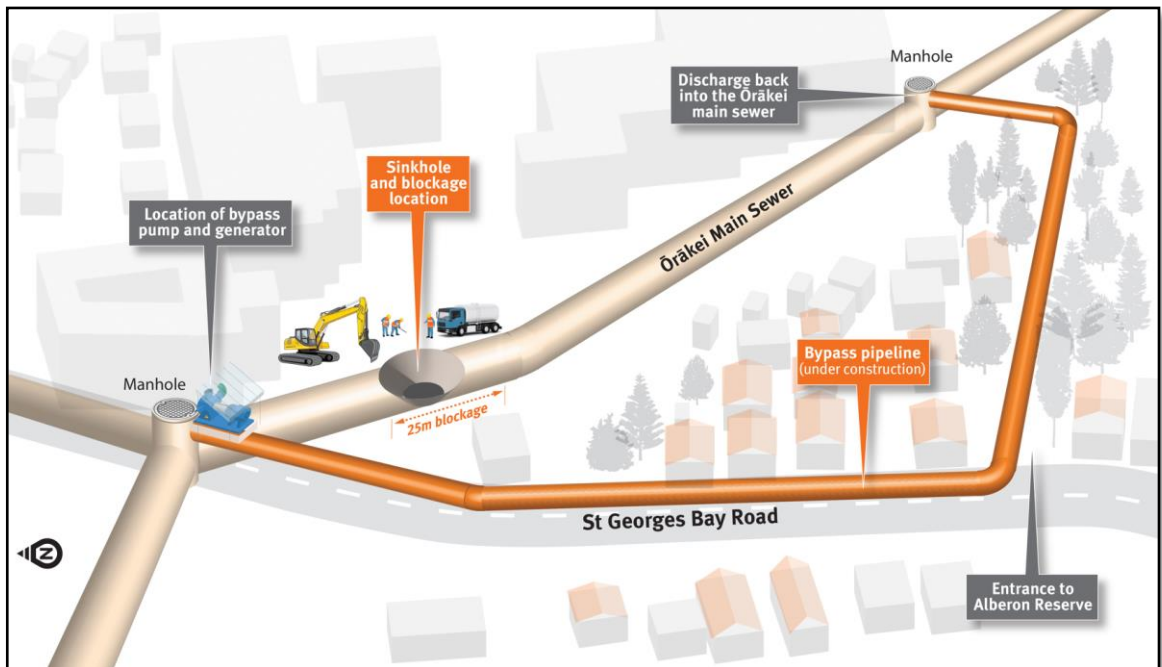 Manhole
Discharge back
into the Ōrākei
main sewer
Sinkhole
and blockage
location
Location of bypass
pump and generator
Ōrākei Main Sewer
Manhole
Bypass pipeline
(under construction)
25m blockage
St Georges Bay Road
N
Entrance to
Alberon Reserve